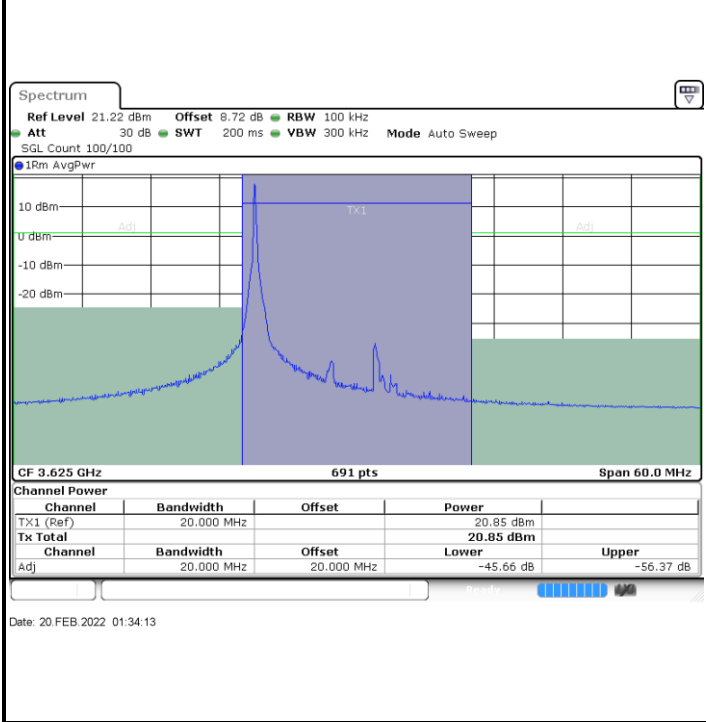 Spectrum
Ref Level 21.22 dBm Offset 8.72 dB RBW 100 kHz
Att 30 dB SWT 200 ms VBW 300 kHz Mode Auto Sweep
SGL Count 100/100
1Rm AvgPwr
10 dBm
TX1
Adj Adj
0 dBm
-10 dBm
-20 dBm
CF 3.625 GHz 691 pts Span 60.0 MHz
Channel Power
Channel Bandwidth Offset Power
TX1 (Ref) 20.000 MHz 20.85 dBm
Tx Total 20.85 dBm
Channel Bandwidth Offset Lower Upper
Adj 20.000 MHz 20.000 MHz -45.66 dB -56.37 dB
Ready
Date: 20.FEB.2022 01:34:13